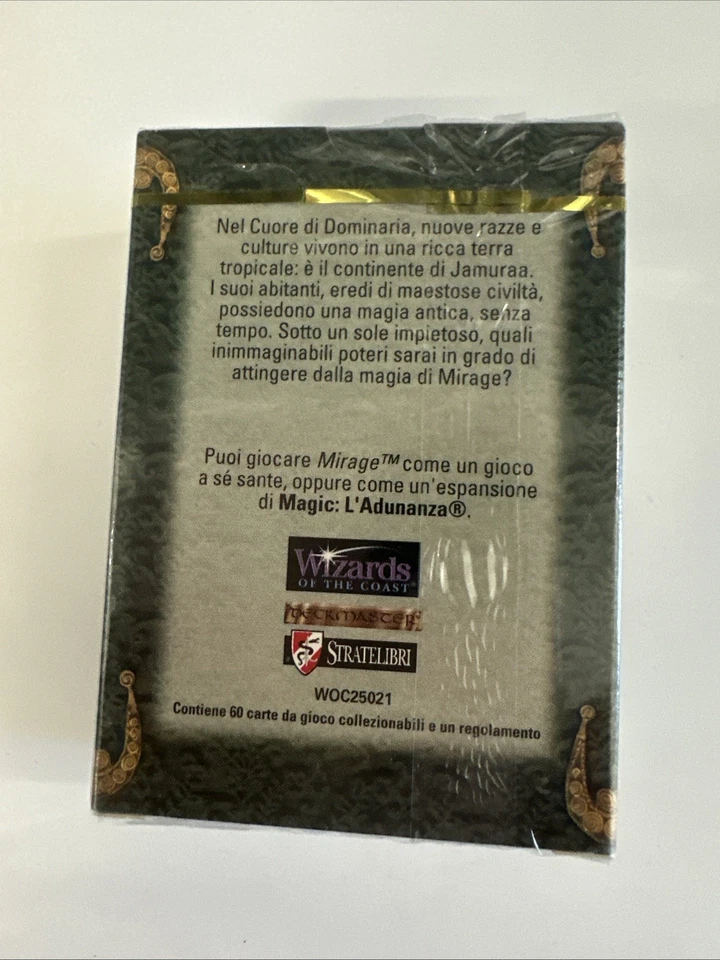 Nel Cuore di Dominaria, nuove razze e
culture vivono in una ricca terra
tropicale: è il continente di Jamuraa.
I suoi abitanti, eredi di maestose civiltà,
possiedono una magia antica, senza
tempo. Sotto un sole impietoso, quali
inimmaginabili poteri sarai in grado di
attingere dalla magia di Mirage?
Puoi giocare Mirage™ come un gioco
a sé sante, oppure come un'espansione
di Magic: L'Adunanza®.
Wizards
OF THE COAST®
DECKMASTER
STRATELIBRI
WOC25021
Contiene 60 carte da gioco collezionabili e un regolamento